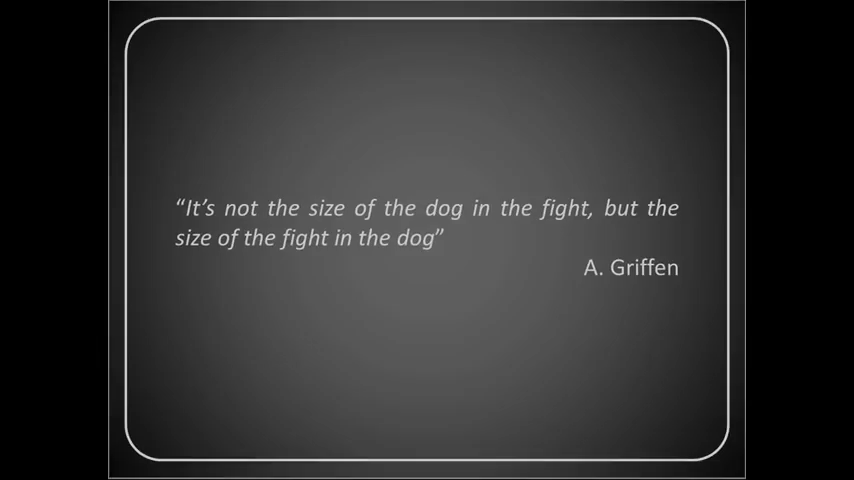 “It’s not the size of the dog in the fight, but the
size of the fight in the dog”
A. Griffen